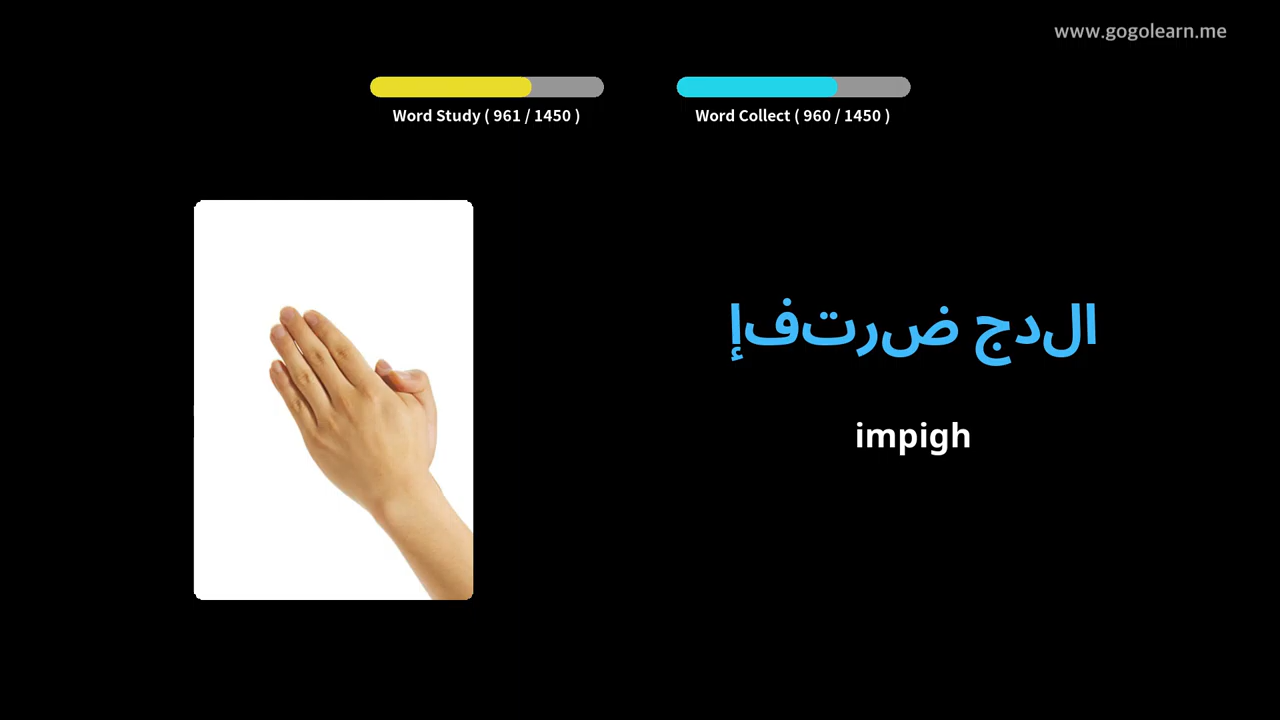 www.gogolearn.me
Word Study ( 961 / 1450 )
Word Collect ( 960 / 1450 )
الدج ضرتفإ
impigh